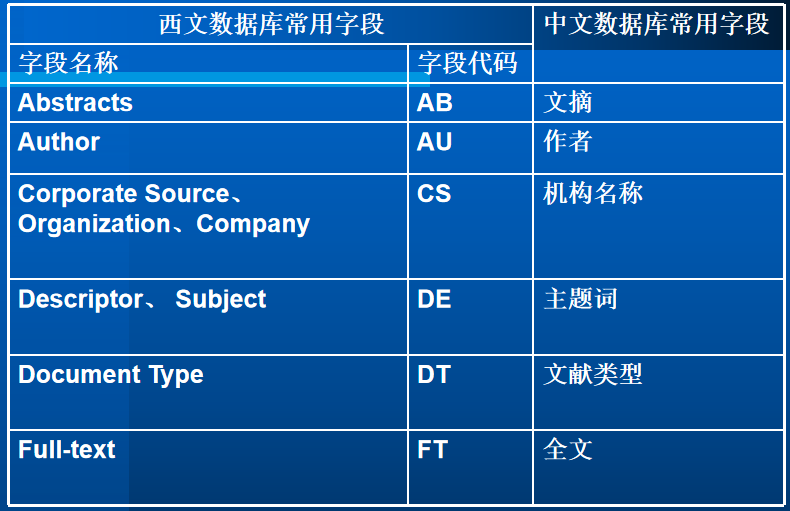 西文数据库常用字段 中文数据库常用字段
字段名称 字段代码
Abstracts AB 文摘
Author AU 作者
Corporate Source、 CS 机构名称
Organization、Company
Descriptor、 Subject DE 主题词
Document Type DT 文献类型
Full-text FT 全文